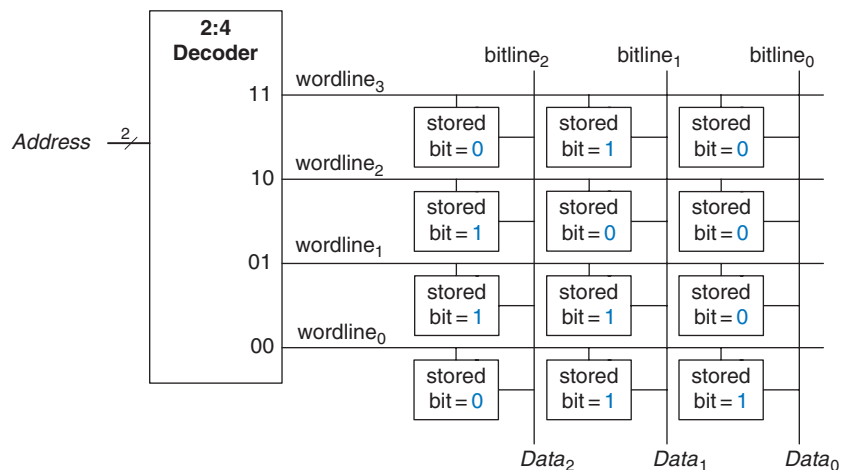 2:4
Decoder
bitline2 bitline1 bitline0
wordline3
11
stored stored stored
bit = 0 bit = 1 bit = 0
Address 2
wordline2
10
stored stored stored
bit = 1 bit = 0 bit = 0
wordline1
01
stored stored stored
bit = 1 bit = 1 bit = 0
wordline0
00
stored stored stored
bit = 0 bit = 1 bit = 1
Data2 Data1 Data0